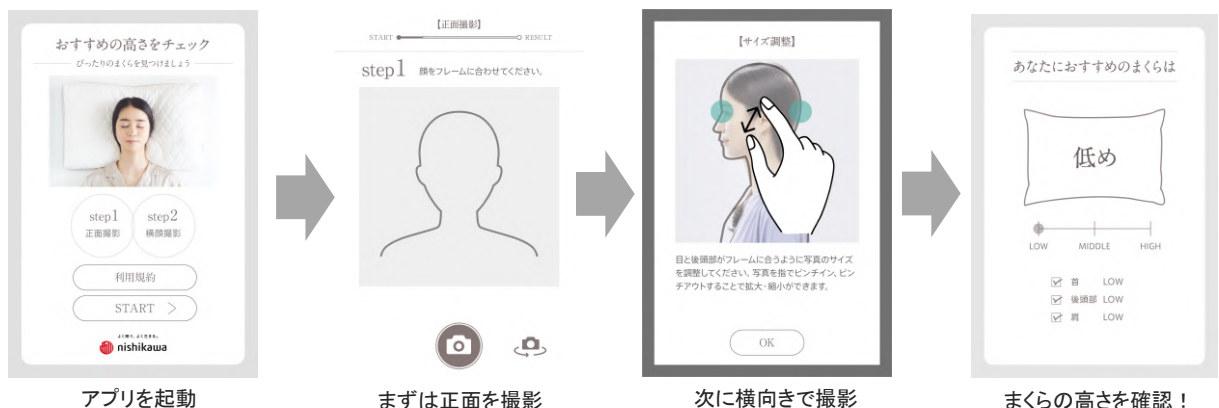 おすすめの高さをチェック
ぴったりのまくらを見つけましょう
step1
正面撮影
step2
横顔撮影
利用規約
START >
よく眠り、よく生きる。
nishikawa
アプリを起動
【正面撮影】
START
RESULT
step1 顔をフレームに合わせてください。
まずは正面を撮影
【サイズ調整】
目と後頭部がフレームに合うように写真のサイズ
を調整してください。写真を指でピンチイン、ピン
チアウトすることで拡大・縮小ができます。
OK
次に横向きで撮影
あなたにおすすめのまくらは
低め
LOW MIDDLE HIGH
首 LOW
後頭部 LOW
肩 LOW
まくらの高さを確認！